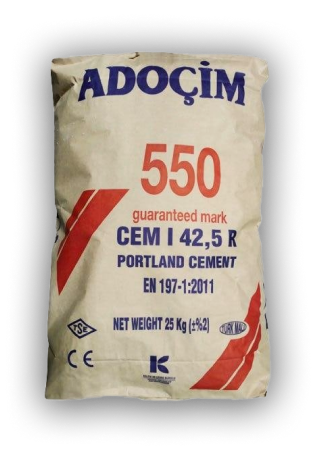 ADOÇİM
550
guaranteed mark
CEM I 42,5 R
PORTLAND CEMENT
EN 197-1:2011
TSE
NET WEIGHT 25 Kg (±%2)
TÜRK MALI
CE
K